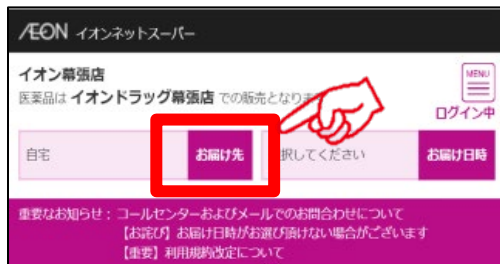 ÆON イオンネットスーパー
イオン幕張店
医薬品は イオンドラッグ幕張店 での販売となり
MENU
ログイン中
自宅 お届け先 択してください お届け日時
重要なお知らせ： コールセンターおよびメールでのお問合わせについて
【お詫び】お届け日時がお選び頂けない場合がございます
【重要】利用規約改定について